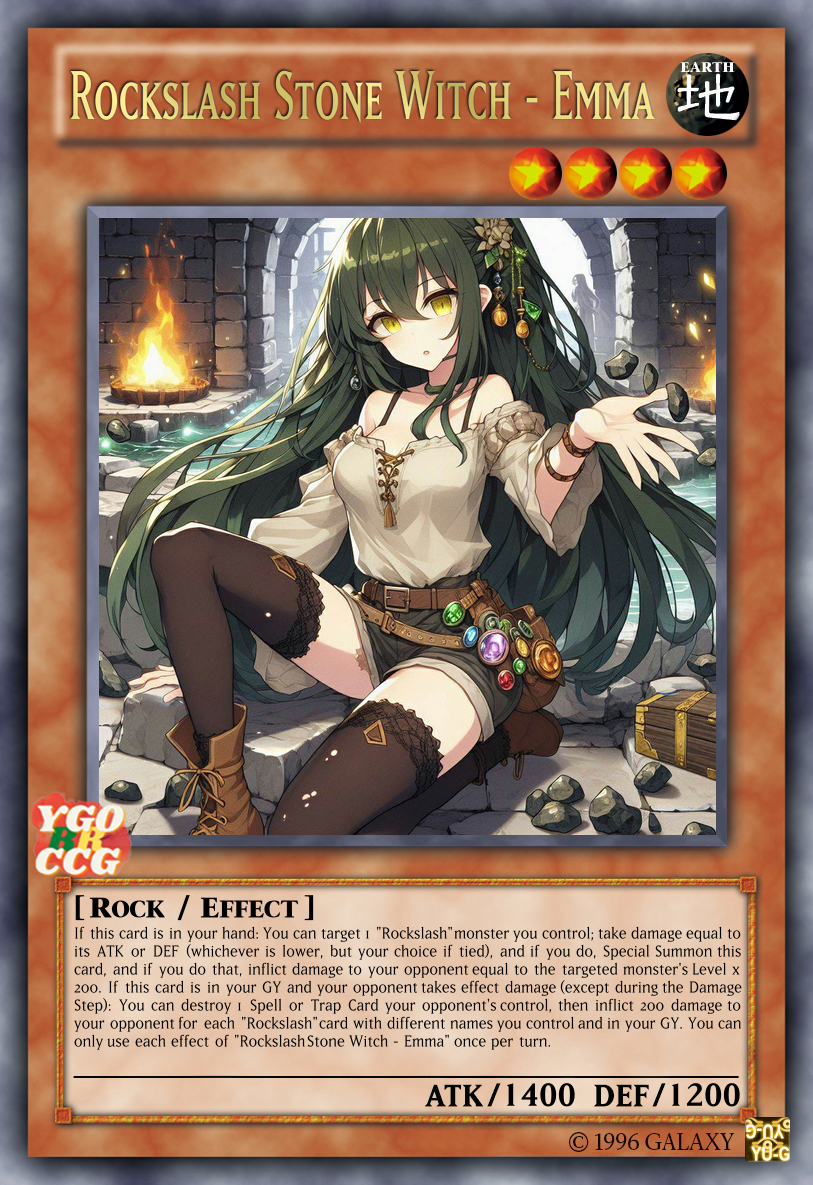 Rockslash Stone Witch - Emma
EARTH
地
YGO
RR
CCG
[ Rock / Effect ]
If this card is in your hand: You can target 1 "Rockslash" monster you control; take damage equal to
its ATK or DEF (whichever is lower, but your choice if tied), and if you do, Special Summon this
card, and if you do that, inflict damage to your opponent equal to the targeted monster's Level x
200. If this card is in your GY and your opponent takes effect damage (except during the Damage
Step): You can destroy 1 Spell or Trap Card your opponent's control, then inflict 200 damage to
your opponent for each "Rockslash" card with different names you control and in your GY. You can
only use each effect of "Rockslash Stone Witch - Emma" once per turn.
ATK/1400 DEF/1200
© 1996 GALAXY
YU-G